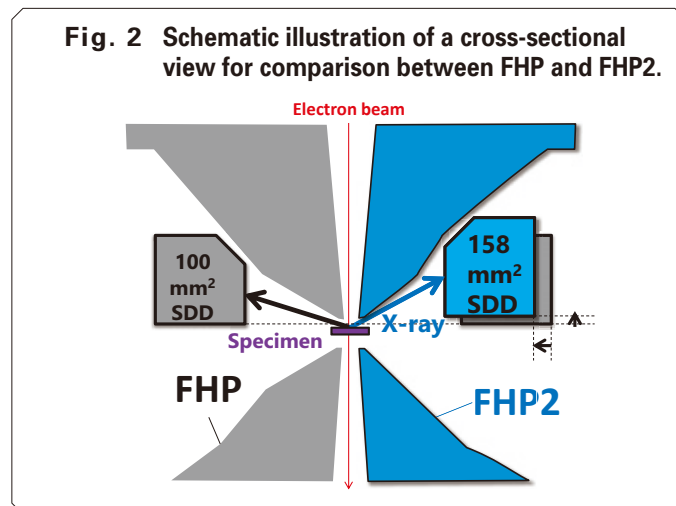 Fig. 2 Schematic illustration of a cross-sectional
view for comparison between FHP and FHP2.
Electron beam
100
mm²
SDD
158
mm²
SDD
X-ray
Specimen
FHP
FHP2